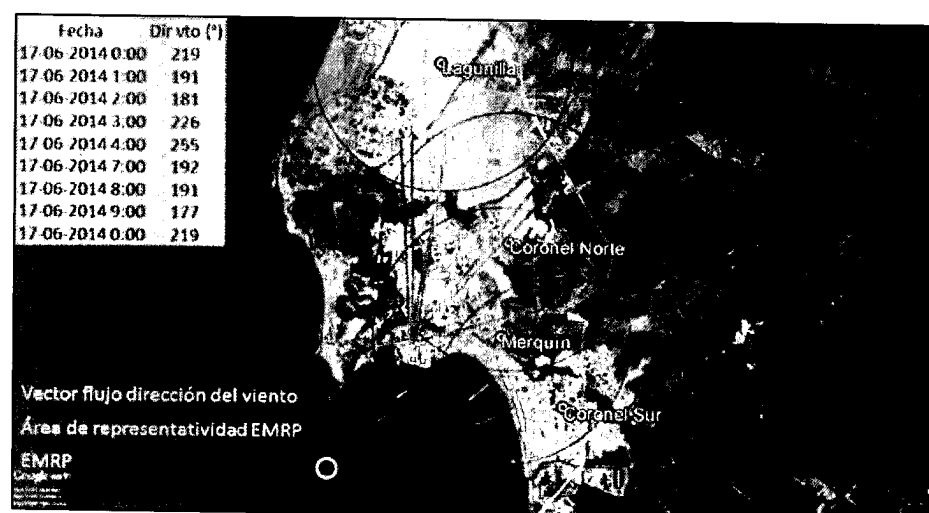 Fecha Dir vto (°)
17-06-2014 0:00 219
17-06-2014 1:00 191
17-06-2014 2:00 181
17-06-2014 3:00 226
17-06-2014 4:00 255
17-06-2014 7:00 192
17-06-2014 8:00 191
17-06-2014 9:00 177
17-06-2014 0:00 219
Lagunilla
Coronel Norte
Merquín
Coronel Sur
Vector flujo dirección del viento
Área de representatividad EMRP
EMRP